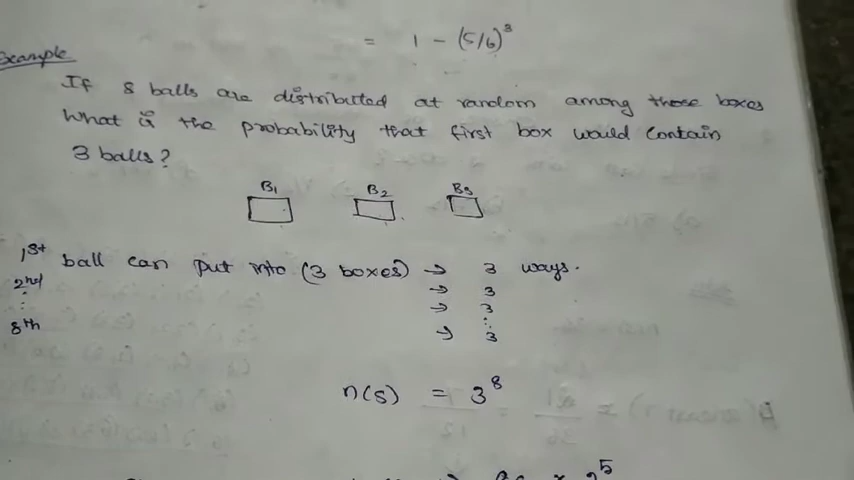 = 1 - (5/6)³
Example
If 8 balls are distributed at random among those boxes
What is the probability that first box would contain
3 balls?
B₁ B₂ B₃
1st ball can put into (3 boxes) → 3 ways.
2nd → 3
: → 3
8th → 3
n(s) = 3⁸